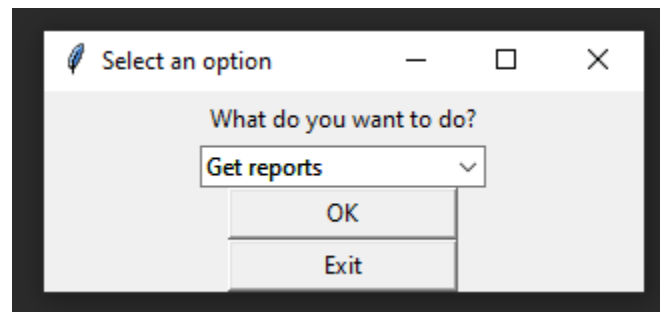 Select an option
What do you want to do?
Get reports
OK
Exit